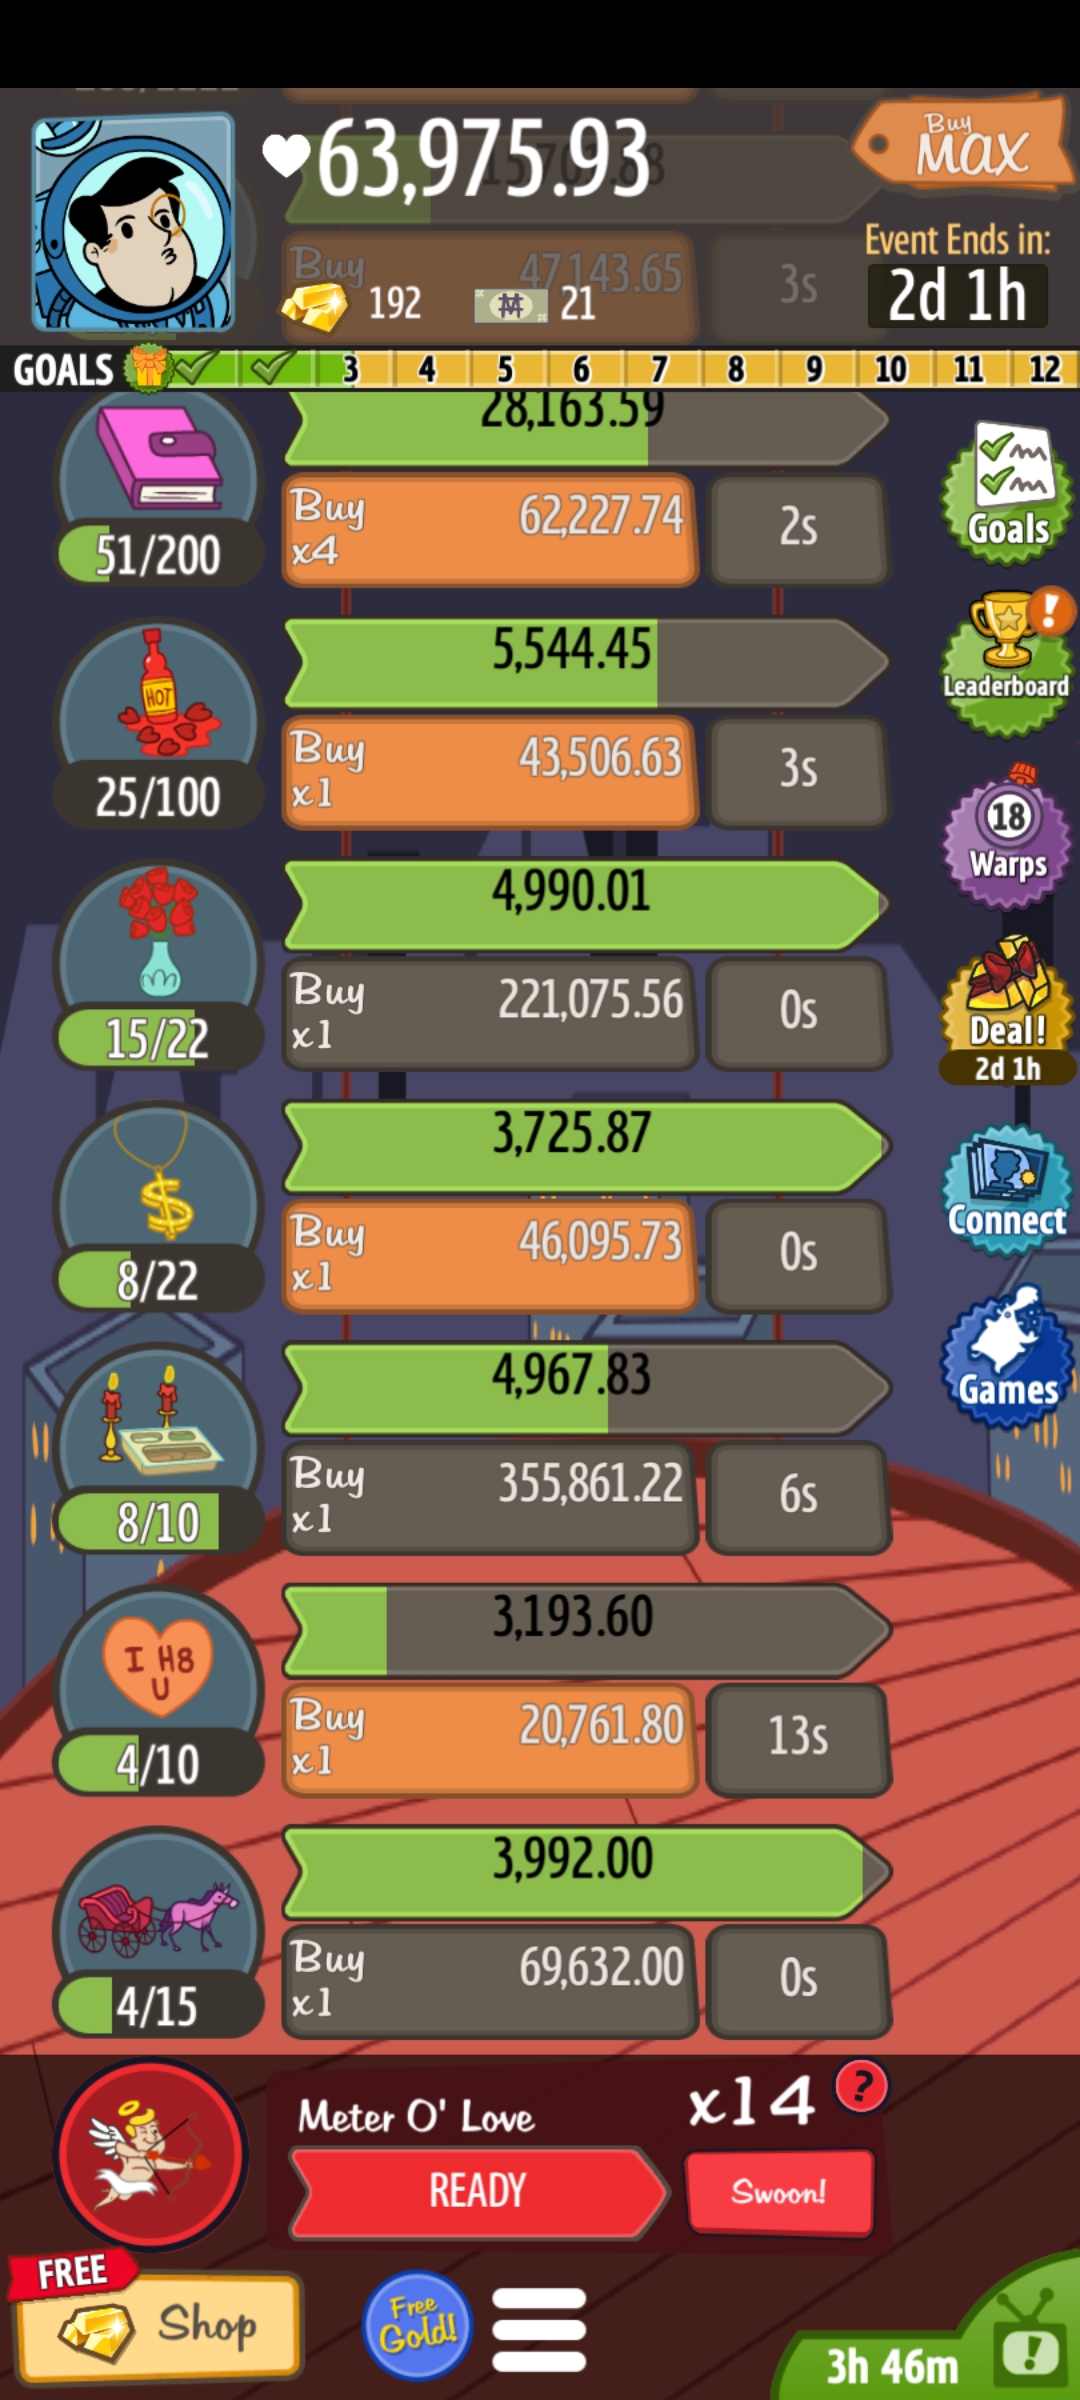 63,975.93
Buy
MAX
Event Ends in:
2d 1h
Buy
47,143.65
3s
192
21
GOALS 3 4 5 6 7 8 9 10 11 12
28,163.59
51/200
Buy
x4
62,227.74
2s
Goals
HOT
25/100
5,544.45
Buy
x1
43,506.63
3s
Leaderboard
15/22
4,990.01
Buy
x1
221,075.56
0s
18
Warps
Deal!
2d 1h
8/22
3,725.87
Buy
x1
46,095.73
0s
Connect
8/10
4,967.83
Buy
x1
355,861.22
6s
Games
I H8
U
4/10
3,193.60
Buy
x1
20,761.80
13s
4/15
3,992.00
Buy
x1
69,632.00
0s
Meter O' Love
x14
?
READY
Swoon!
FREE
Shop
Free
Gold!
3h 46m